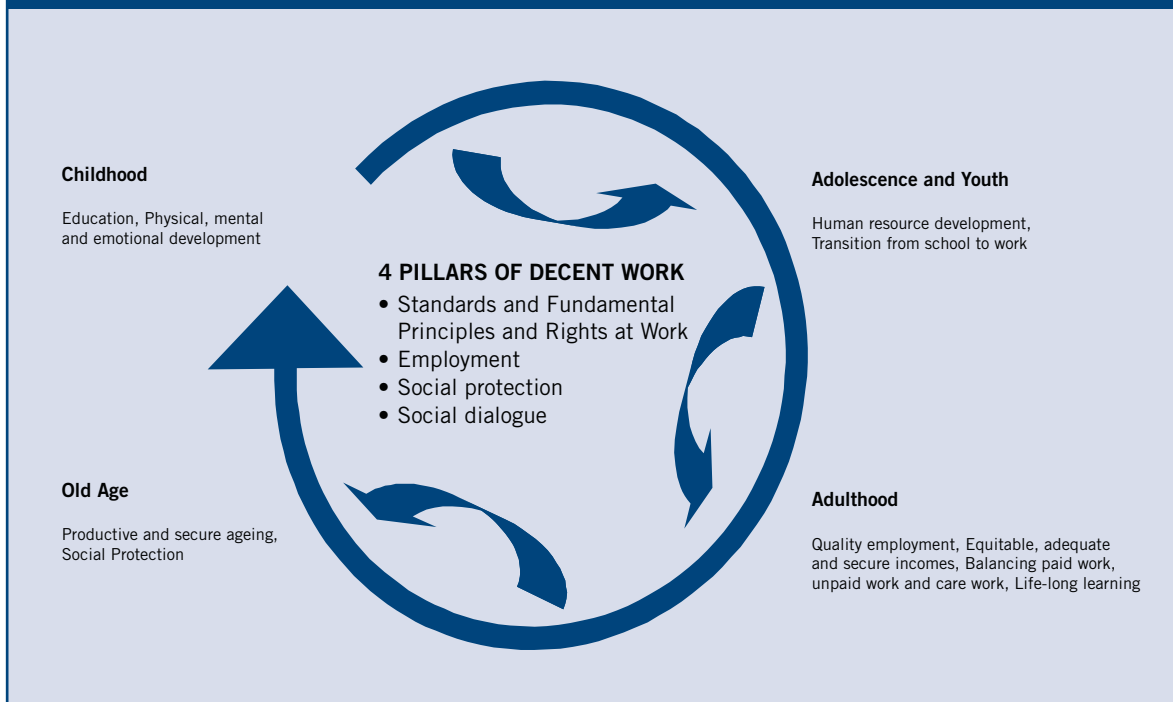 Childhood
Education, Physical, mental
and emotional development
Adolescence and Youth
Human resource development,
Transition from school to work
4 PILLARS OF DECENT WORK
• Standards and Fundamental
Principles and Rights at Work
• Employment
• Social protection
• Social dialogue
Old Age
Productive and secure ageing,
Social Protection
Adulthood
Quality employment, Equitable, adequate
and secure incomes, Balancing paid work,
unpaid work and care work, Life-long learning